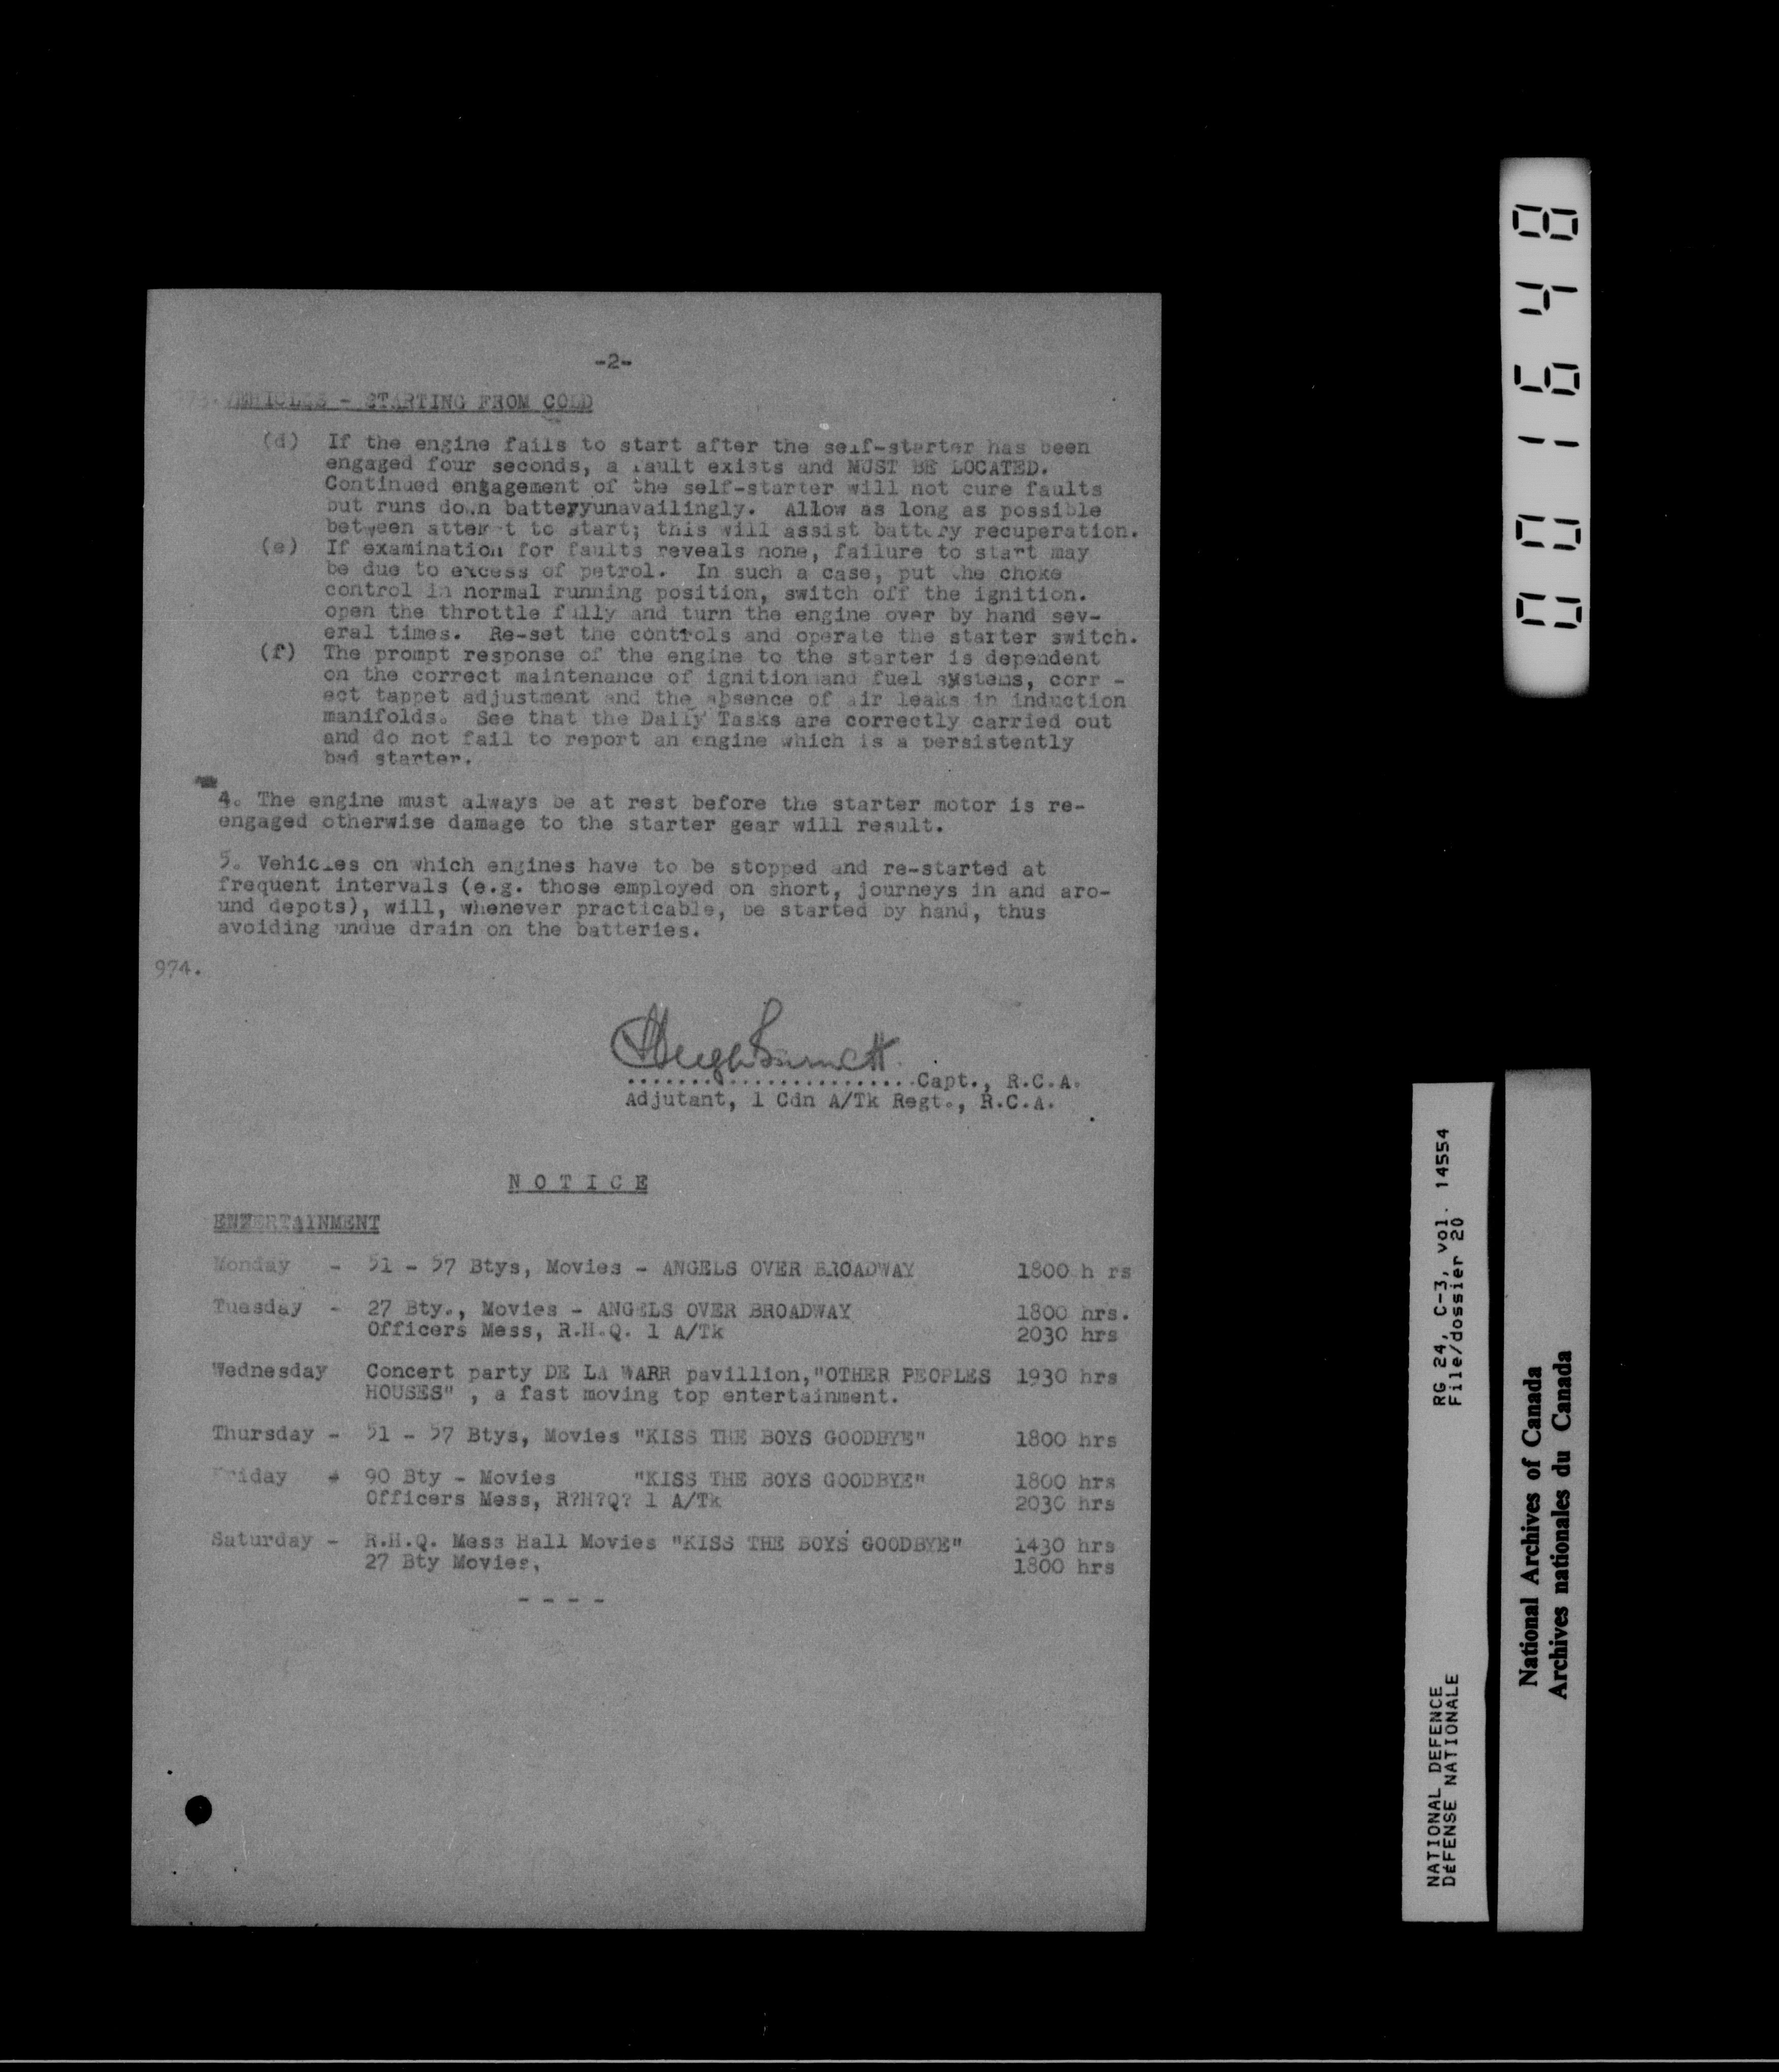 -2-
VEHICLES - STARTING FROM COLD
(d) If the engine fails to start after the self-starter has been
engaged four seconds, a fault exists and MUST BE LOCATED.
Continued engagement of the self-starter will not cure faults
but runs down batteryunavailingly. Allow as long as possible
between attempt to start; this will assist battery recuperation.
(e) If examination for faults reveals none, failure to start may
be due to excess of petrol. In such a case, put the choke
control in normal running position, switch off the ignition.
open the throttle fully and turn the engine over by hand sev-
eral times. Re-set the controls and operate the starter switch.
(f) The prompt response of the engine to the starter is dependent
on the correct maintenance of ignition and fuel systems, corr -
ect tappet adjustment and the absence of air leaks in induction
manifolds. See that the Daily Tasks are correctly carried out
and do not fail to report an engine which is a persistently
bad starter.
4. The engine must always be at rest before the starter motor is re-
engaged otherwise damage to the starter gear will result.
5. Vehicles on which engines have to be stopped and re-started at
frequent intervals (e.g. those employed on short, journeys in and aro-
und depots), will, whenever practicable, be started by hand, thus
avoiding undue drain on the batteries.
974.
........................Capt., R.C.A.
Adjutant, 1 Cdn A/Tk Regt., R.C.A.
N O T I C E
ENTERTAINMENT
Monday - 51 - 57 Btys, Movies - ANGELS OVER BROADWAY 1800 h rs
Tuesday - 27 Bty., Movies - ANGELS OVER BROADWAY 1800 hrs.
Officers Mess, R.H.Q. 1 A/Tk 2030 hrs
Wednesday Concert party DE LA WARR pavillion,"OTHER PEOPLES 1930 hrs
HOUSES" , a fast moving top entertainment.
Thursday - 51 - 57 Btys, Movies "KISS THE BOYS GOODBYE" 1800 hrs
Friday - 90 Bty - Movies "KISS THE BOYS GOODBYE" 1800 hrs
Officers Mess, R?H?Q? 1 A/Tk 2030 hrs
Saturday - R.H.Q. Mess Hall Movies "KISS THE BOYS GOODBYE" 1430 hrs
27 Bty Movies, 1800 hrs
- - - -
001648
NATIONAL DEFENCE RG 24, C-3, vol. 14554
DÉFENSE NATIONALE File/dossier 20
National Archives of Canada
Archives nationales du Canada